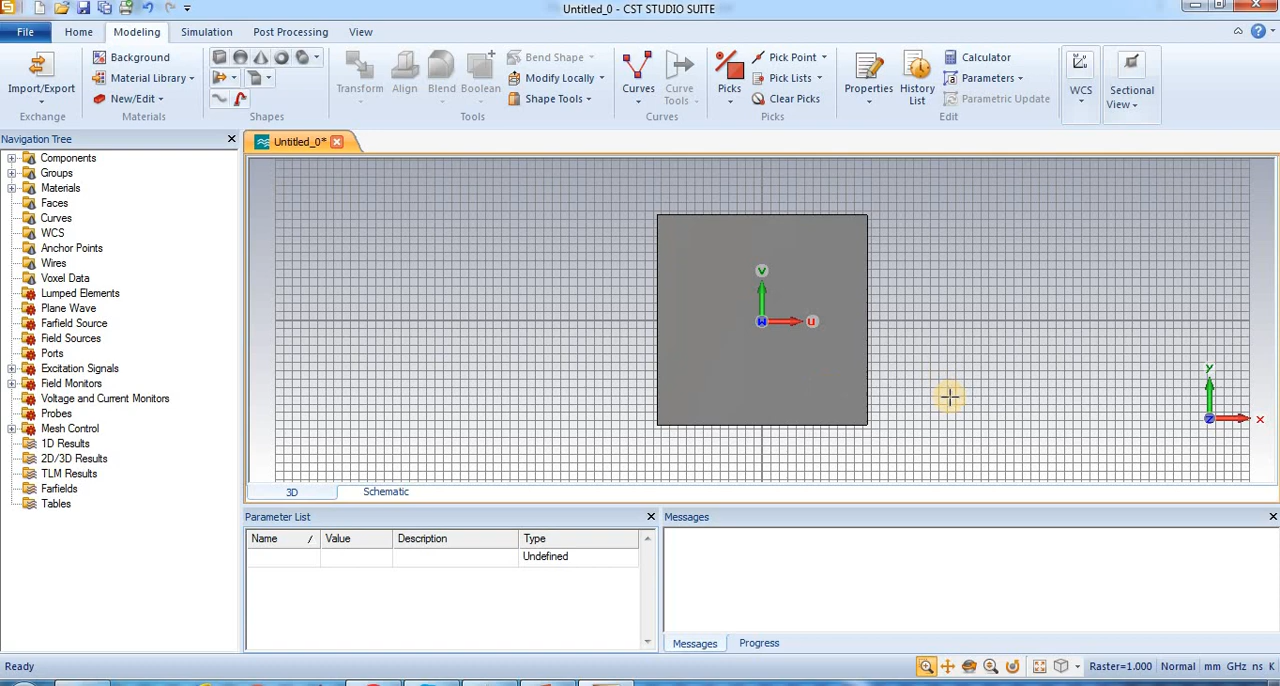 Untitled_0 - CST STUDIO SUITE
File Home Modeling Simulation Post Processing View
Import/Export
Exchange
Background
Material Library
New/Edit
Materials
Shapes
Transform Align Blend Boolean
Bend Shape
Modify Locally
Shape Tools
Tools
Curves
Curve Tools
Curves
Picks
Pick Point
Pick Lists
Clear Picks
Picks
Properties
History List
Calculator
Parameters
Parametric Update
Edit
WCS
Sectional View
Navigation Tree
Components
Groups
Materials
Faces
Curves
WCS
Anchor Points
Wires
Voxel Data
Lumped Elements
Plane Wave
Farfield Source
Field Sources
Ports
Excitation Signals
Field Monitors
Voltage and Current Monitors
Probes
Mesh Control
1D Results
2D/3D Results
TLM Results
Farfields
Tables
Untitled_0*
v
w
u
y
z
x
3D Schematic
Parameter List
Name / Value Description Type
Undefined
Messages
Messages Progress
Ready
Raster=1.000 Normal mm GHz ns K